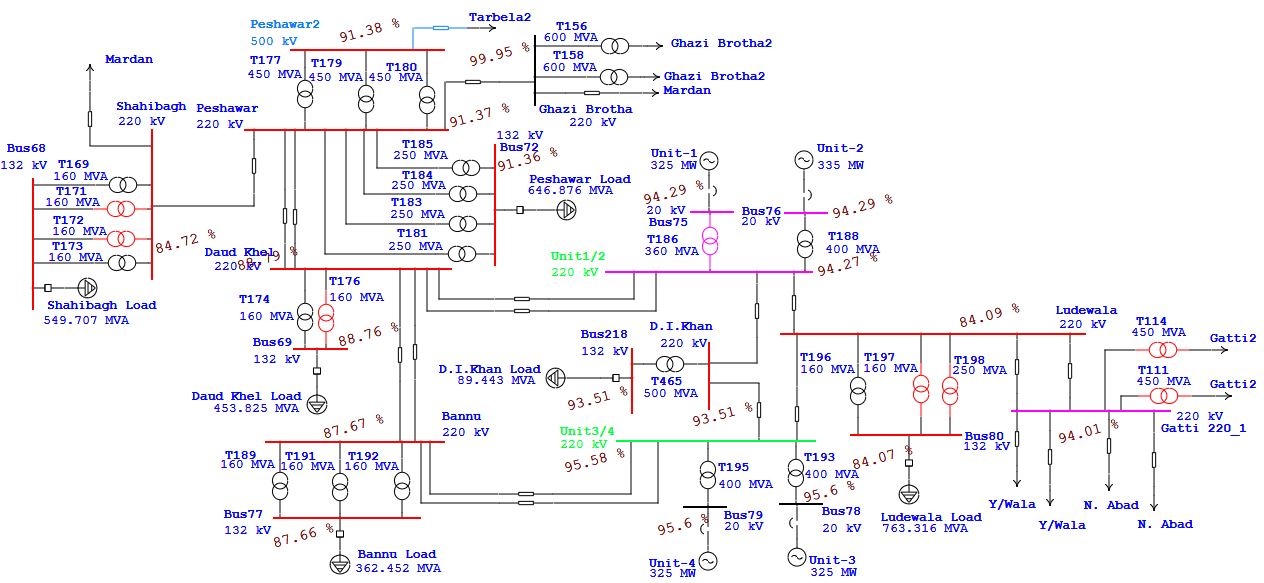 Peshawar2
500 kV
91.38 %
Tarbela2
T156
600 MVA
Ghazi Brotha2
99.95 %
T158
600 MVA
Ghazi Brotha2
Mardan
Ghazi Brotha
220 kV
T177
450 MVA
T179
450 MVA
T180
450 MVA
Mardan
Shahibagh
220 kV
Peshawar
220 kV
91.37 %
Bus68
132 kV
T169
160 MVA
T171
160 MVA
T172
160 MVA
T173
160 MVA
84.72 %
Shahibagh Load
549.707 MVA
132 kV
Bus72
91.36 %
T185
250 MVA
T184
250 MVA
T183
250 MVA
T181
250 MVA
Peshawar Load
646.876 MVA
Unit-1
325 MW
Unit-2
335 MW
94.29 %
20 kV
Bus75
Bus76
20 kV
94.29 %
T186
360 MVA
T188
400 MVA
94.27 %
Unit1/2
220 kV
Daud Khel
220 kV
T174
160 MVA
T176
160 MVA
88.76 %
Bus69
132 kV
Daud Khel Load
453.825 MVA
Bus218
132 kV
D.I.Khan
220 kV
T465
500 MVA
D.I.Khan Load
89.443 MVA
93.51 %
93.51 %
84.09 %
Ludewala
220 kV
T196
160 MVA
T197
160 MVA
T198
250 MVA
T114
450 MVA
Gatti2
T111
450 MVA
Gatti2
220 kV
Gatti 220_1
94.01 %
Bus80
132 kV
84.07 %
Ludewala Load
763.316 MVA
Y/Wala
Y/Wala
N. Abad
N. Abad
87.67 %
Bannu
220 kV
T189
160 MVA
T191
160 MVA
T192
160 MVA
Bus77
132 kV
87.66 %
Bannu Load
362.452 MVA
Unit3/4
220 kV
95.58 %
T195
400 MVA
T193
400 MVA
95.6 %
Bus79
20 kV
95.6 %
Bus78
20 kV
Unit-4
325 MW
Unit-3
325 MW